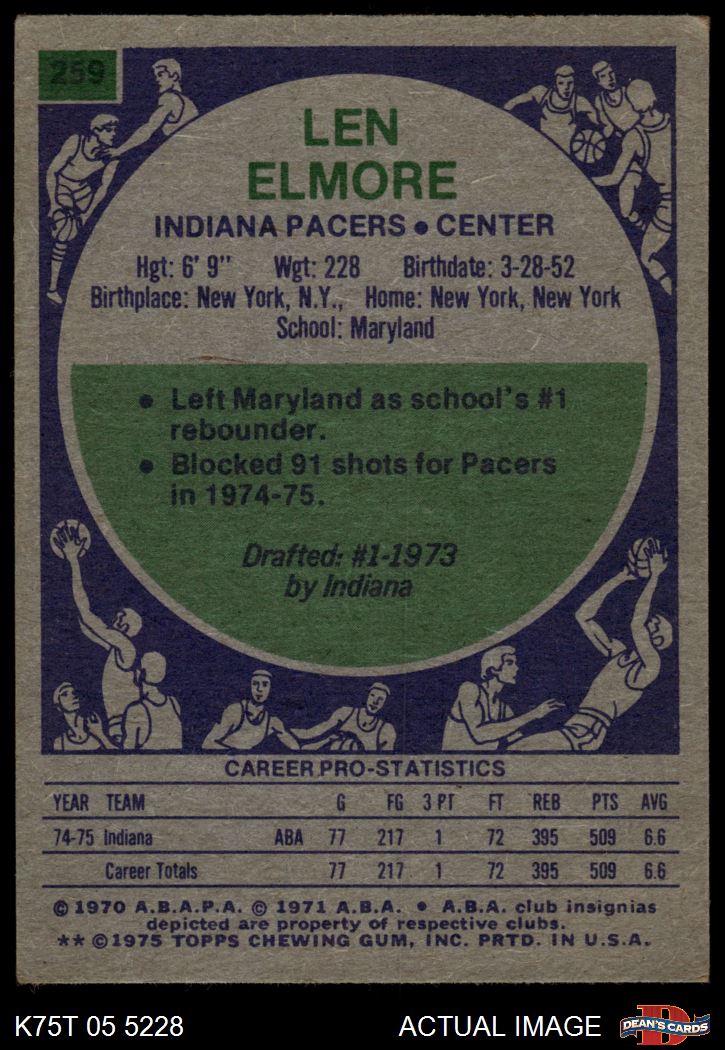 259
LEN
ELMORE
INDIANA PACERS • CENTER
Hgt: 6' 9" Wgt: 228 Birthdate: 3-28-52
Birthplace: New York, N.Y., Home: New York, New York
School: Maryland
• Left Maryland as school's #1
rebounder.
• Blocked 91 shots for Pacers
in 1974-75.
Drafted: #1-1973
by Indiana
CAREER PRO-STATISTICS
YEAR TEAM G FG 3 PT FT REB PTS AVG
74-75 Indiana ABA 77 217 1 72 395 509 6.6
Career Totals 77 217 1 72 395 509 6.6
© 1970 A.B.A.P.A. © 1971 A.B.A. • A.B.A. club insignias
depicted are property of respective clubs.
** ©1975 TOPPS CHEWING GUM, INC. PRTD. IN U.S.A.
K75T 05 5228 ACTUAL IMAGE D DEAN'S CARDS